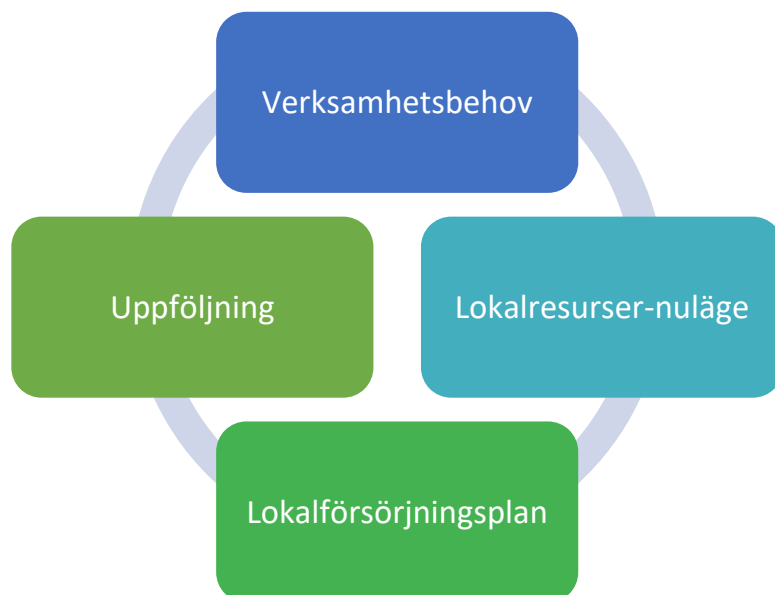 Verksamhetsbehov
Lokalresurser-nuläge
Lokalförsörjningsplan
Uppföljning